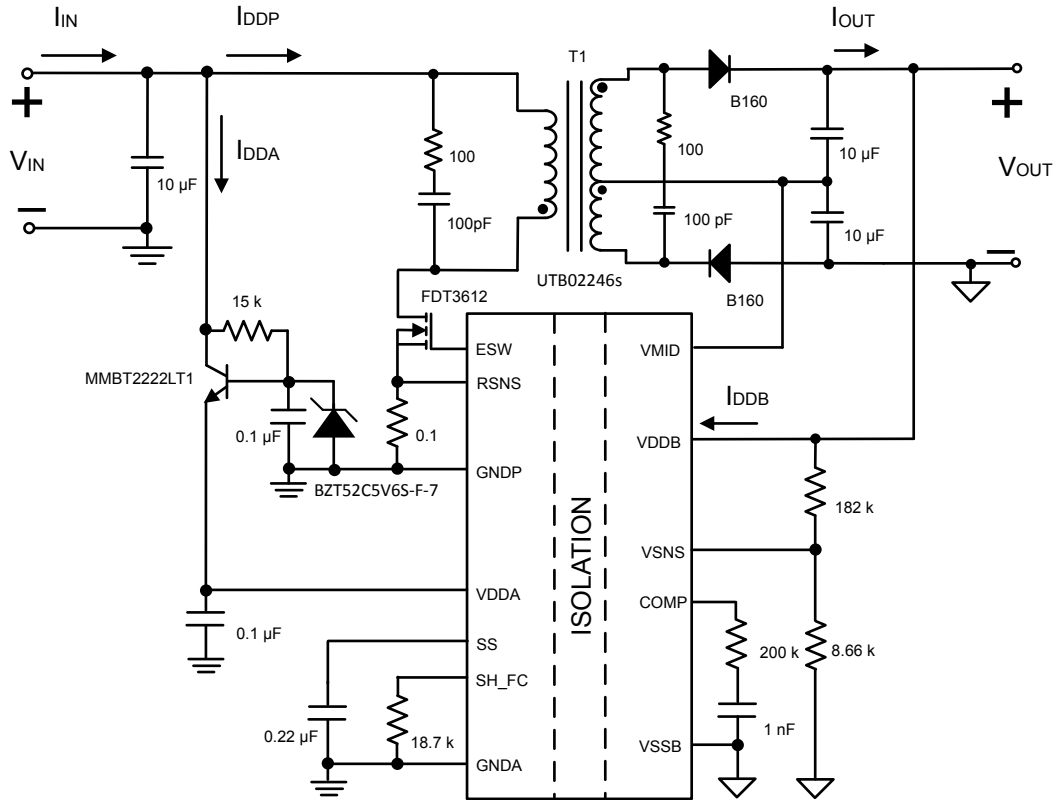 IIN
IDDP
IOUT
T1
+
B160
+
IDDA
100
100
10 µF
VIN
10 µF
VOUT
−
100pF
100 pF
10 µF
−
UTB02246s
B160
FDT3612
15 k
ESW
VMID
MMBT2222LT1
RSNS
IDDB
0.1 µF
0.1
VDDB
BZT52C5V6S-F-7
GNDP
ISOLATION
182 k
VSNS
VDDA
COMP
0.1 µF
SS
200 k
8.66 k
SH_FC
0.22 µF
18.7 k
1 nF
GNDA
VSSB